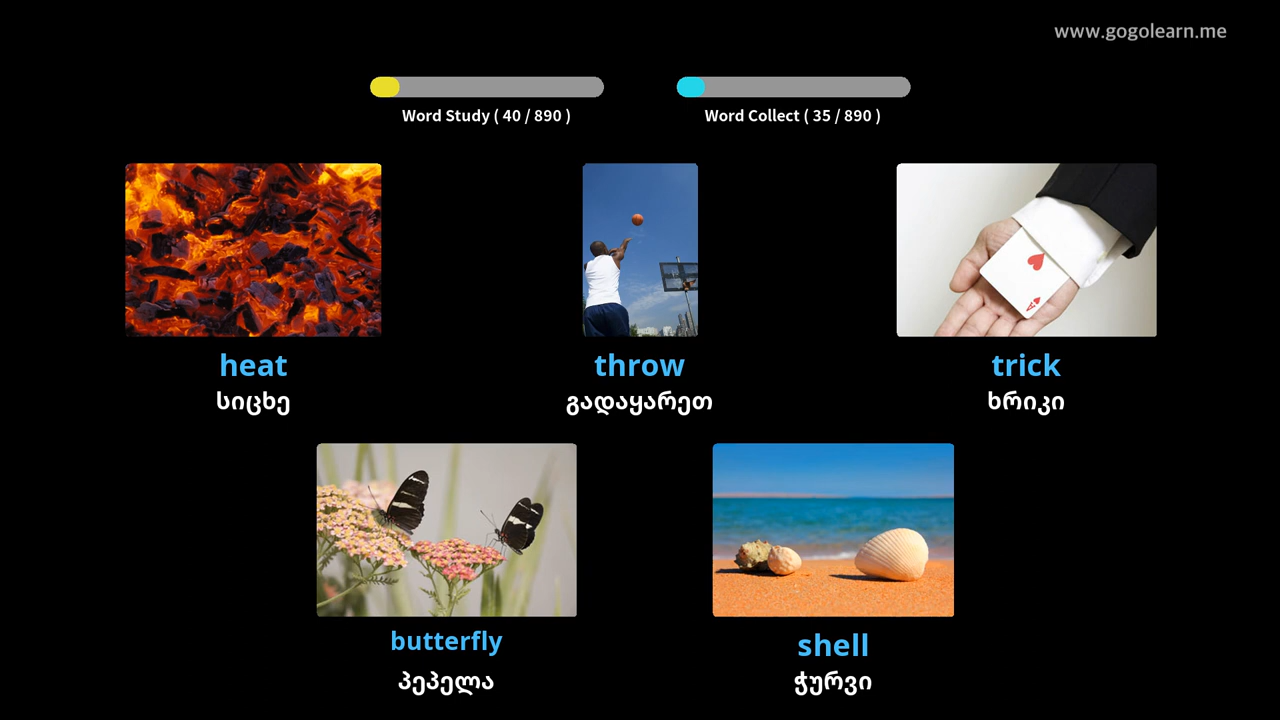 www.gogolearn.me
Word Study ( 40 / 890 )
Word Collect ( 35 / 890 )
heat
სიცხე
throw
გადაყარეთ
trick
ხრიკი
butterfly
პეპელა
shell
ჭურვი